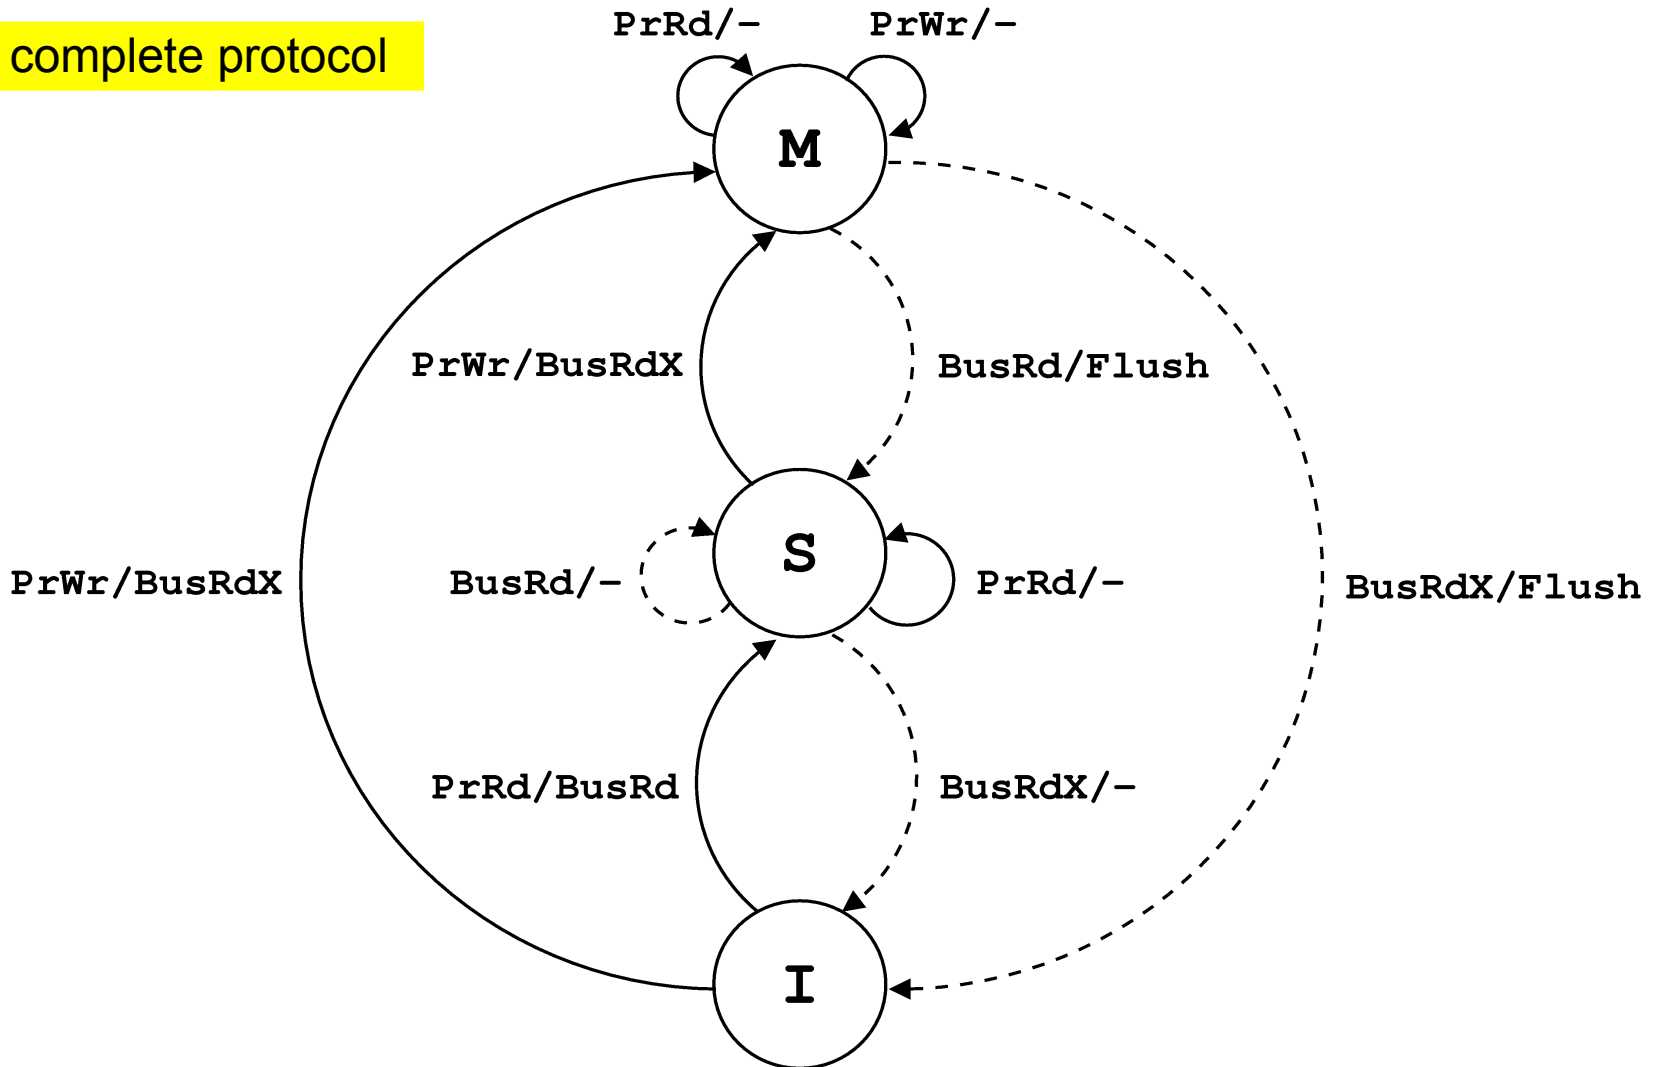 complete protocol
PrRd/–
PrWr/–
M
PrWr/BusRdX
BusRd/Flush
S
PrWr/BusRdX
BusRd/–
PrRd/–
BusRdX/Flush
PrRd/BusRd
BusRdX/–
I